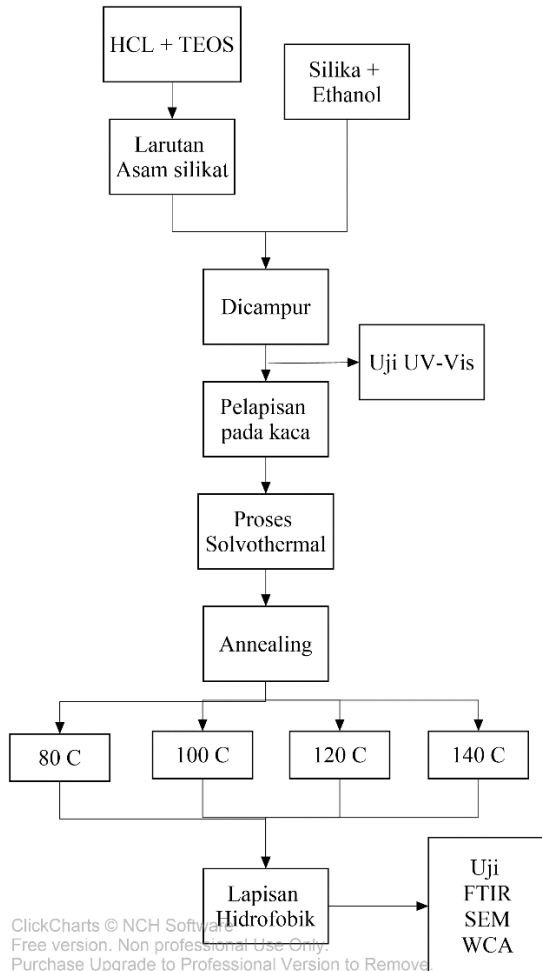 HCL + TEOS
Silika +
Ethanol
Larutan
Asam silikat
Dicampur
Uji UV-Vis
Pelapisan
pada kaca
Proses
Solvothermal
Annealing
80 C
100 C
120 C
140 C
Lapisan
Hidrofobik
Uji
FTIR
SEM
WCA
ClickCharts © NCH Software
Free version. Non professional Use Only.
Purchase Upgrade to Professional Version to Remove